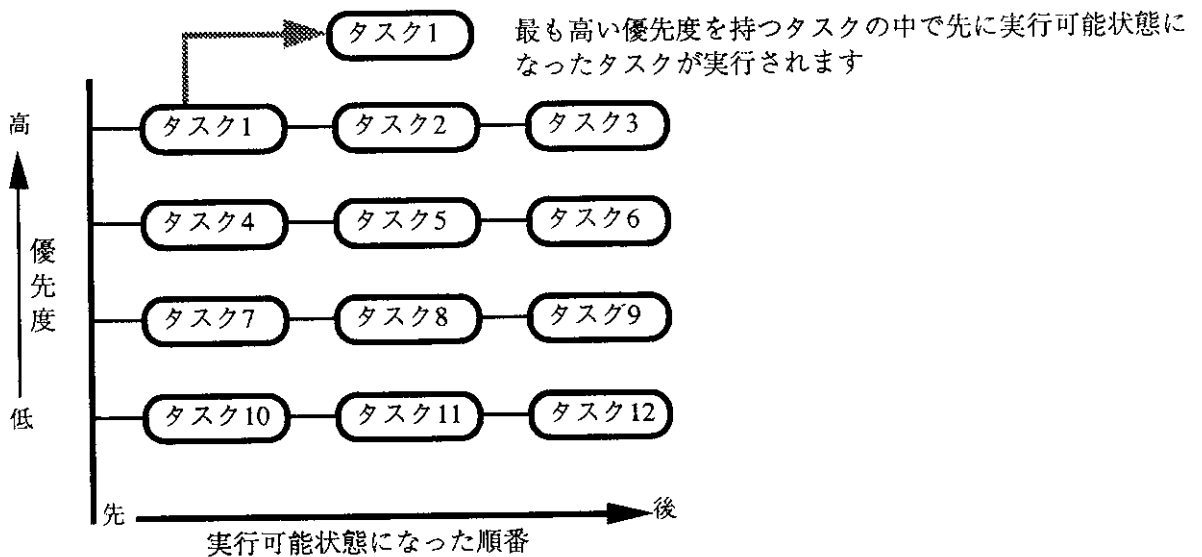 タスク1
最も高い優先度を持つタスクの中で先に実行可能状態に
なったタスクが実行されます
高
タスク1
タスク2
タスク3
タスク4
タスク5
タスク6
優先度
タスク7
タスク8
タスク9
低
タスク10
タスク11
タスク12
先
後
実行可能状態になった順番